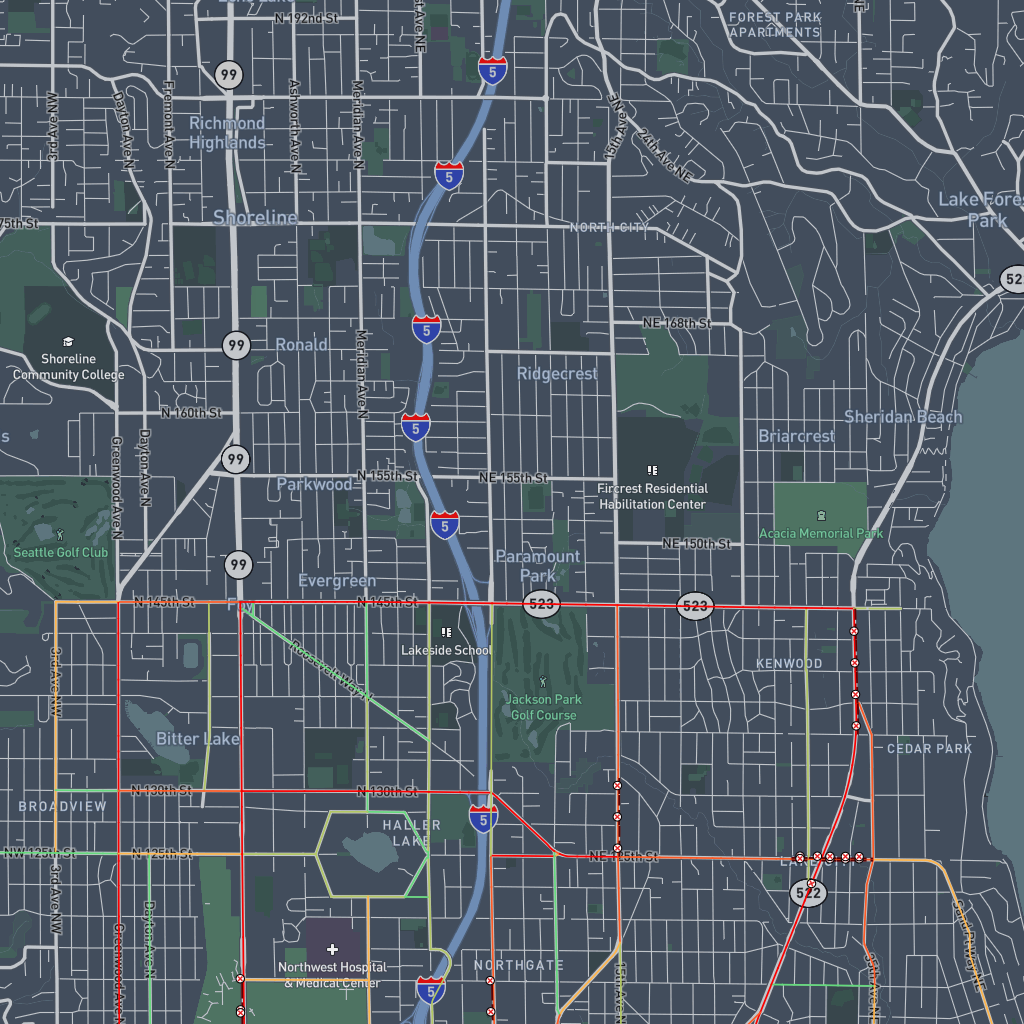 N 192nd St
FOREST PARK
APARTMENTS
5
99
3rd Ave NW
Dayton Ave N
Fremont Ave N
Ashworth Ave N
Meridian Ave N
15th Ave NE
24th Ave NE
Richmond
Highlands
5
Shoreline
75th St
NORTH CITY
Lake Fores
Park
52
NE 168th St
5
99
Ronald
Shoreline
Community College
Meridian Ave N
Ridgecrest
N 160th St
Sheridan Beach
5
Briarcrest
Greenwood Ave N
Dayton Ave N
99
s
N 155th St
NE 155th St
Parkwood
Fircrest Residential
Habilitation Center
5
Seattle Golf Club
Acacia Memorial Park
NE 150th St
99
Paramount
Park
Evergreen
N 145th St
N 145th St
523
523
Lakeside School
3rd Ave NW
Roosevelt Way N
KENWOOD
Jackson Park
Golf Course
Bitter Lake
CEDAR PARK
N 130th St
N 130th St
BROADVIEW
5
HALLER
LAKE
NW 125th St
N 125th St
NE 125th St
522
3rd Ave NW
Greenwood Ave N
Dayton Ave N
Northwest Hospital
& Medical Center
NORTHGATE
5
15th Ave NE
35th Ave NE
Sand Pt Way NE